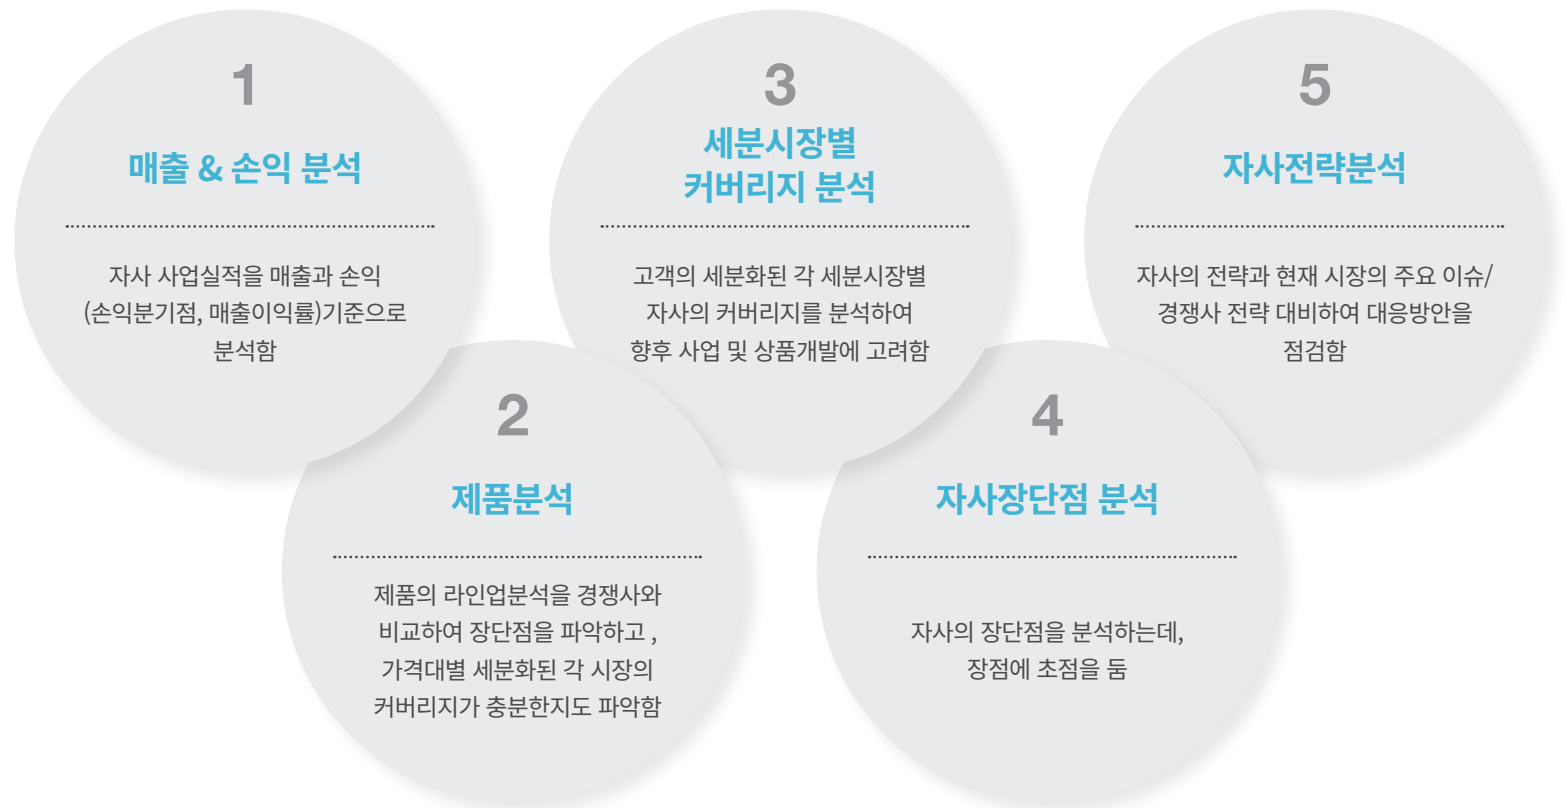 1
매출 & 손익 분석
자사 사업실적을 매출과 손익
(손익분기점, 매출이익률)기준으로
분석함
2
제품분석
제품의 라인업분석을 경쟁사와
비교하여 장단점을 파악하고 ,
가격대별 세분화된 각 시장의
커버리지가 충분한지도 파악함
3
세분시장별
커버리지 분석
고객의 세분화된 각 세분시장별
자사의 커버리지를 분석하여
향후 사업 및 상품개발에 고려함
4
자사장단점 분석
자사의 장단점을 분석하는데,
장점에 초점을 둠
5
자사전략분석
자사의 전략과 현재 시장의 주요 이슈/
경쟁사 전략 대비하여 대응방안을
점검함